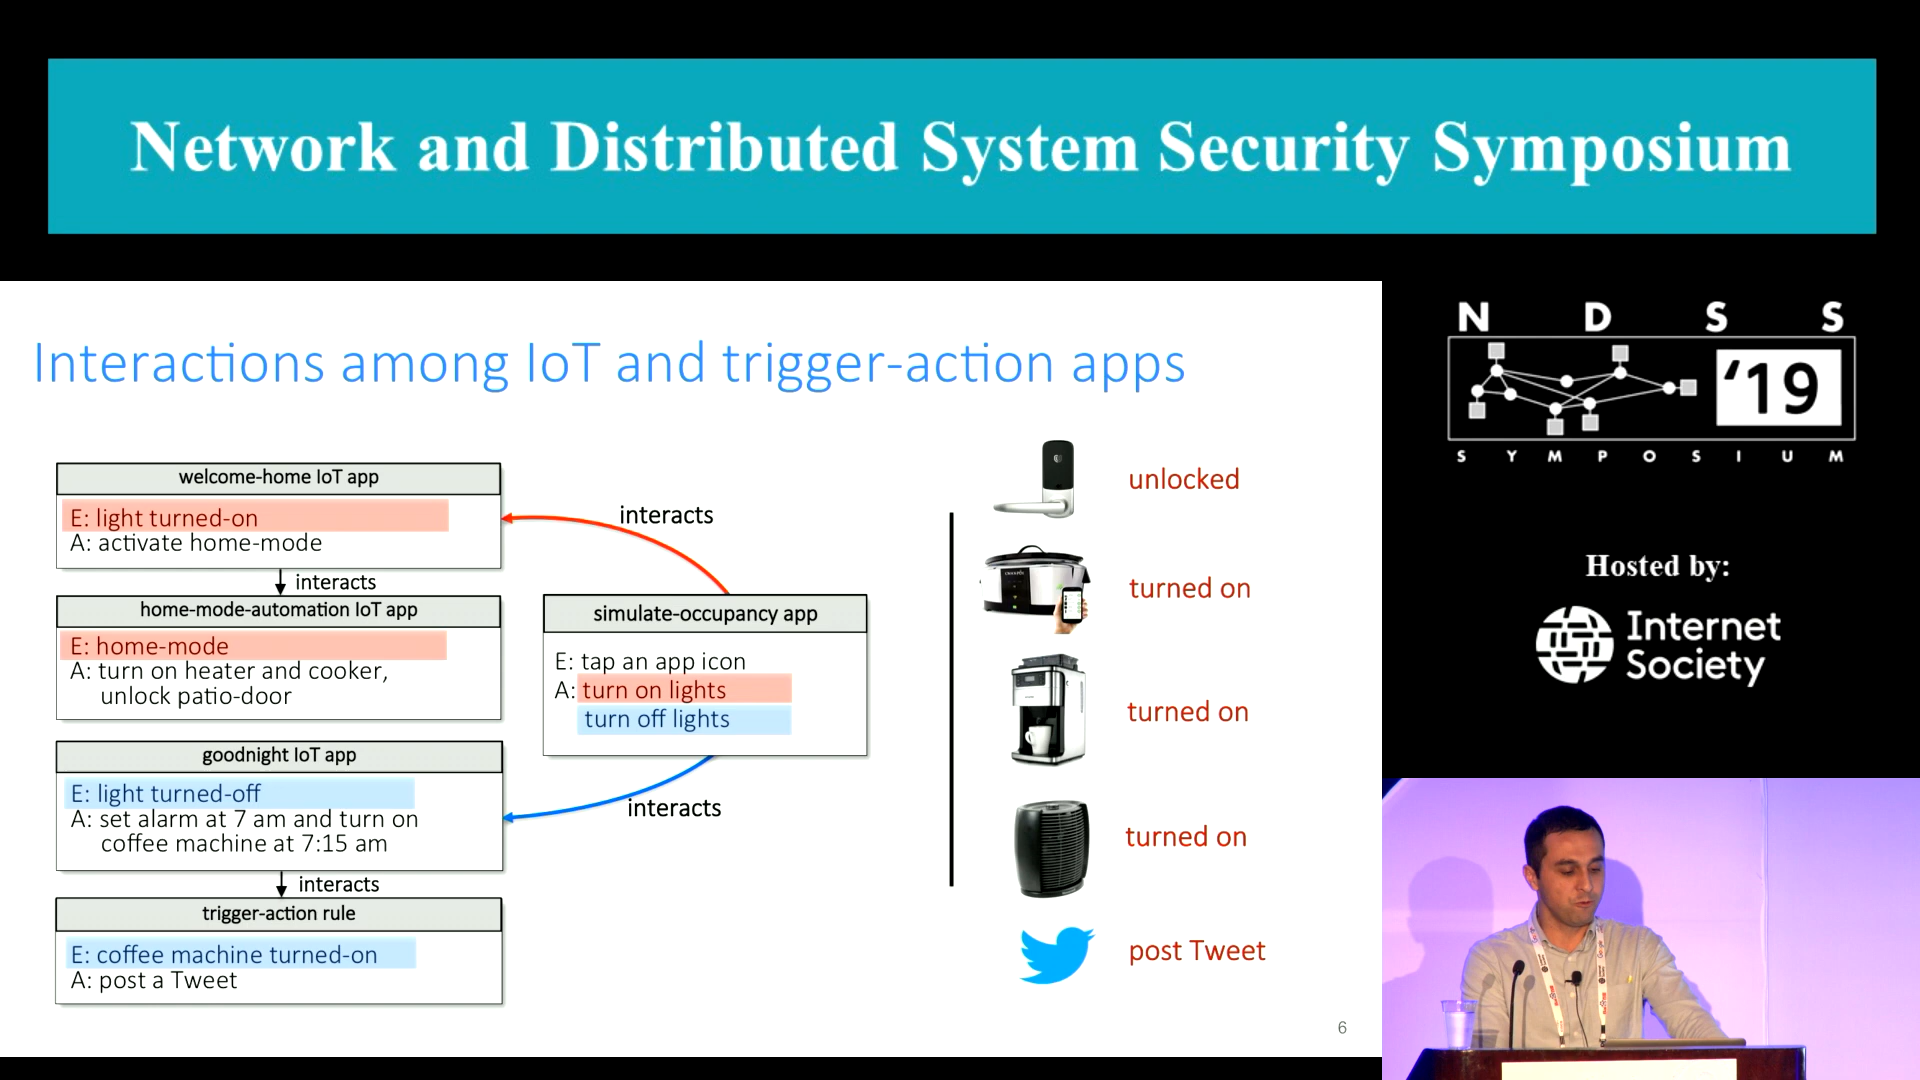 Network and Distributed System Security Symposium
Interactions among IoT and trigger-action apps
welcome-home IoT app
E: light turned-on
A: activate home-mode
interacts
home-mode-automation IoT app
E: home-mode
A: turn on heater and cooker,
unlock patio-door
goodnight IoT app
E: light turned-off
A: set alarm at 7 am and turn on
coffee machine at 7:15 am
interacts
trigger-action rule
E: coffee machine turned-on
A: post a Tweet
interacts
simulate-occupancy app
E: tap an app icon
A: turn on lights
turn off lights
interacts
unlocked
turned on
turned on
turned on
post Tweet
6
N D S S
'19
S Y M P O S I U M
Hosted by:
Internet
Society